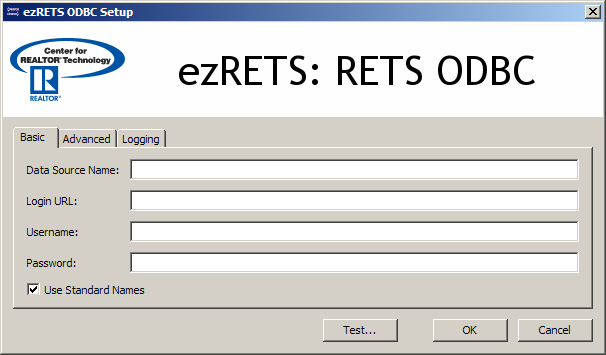 ezRETS ODBC Setup
Center for
REALTOR® Technology
REALTOR®
ezRETS: RETS ODBC
Basic
Advanced
Logging
Data Source Name:
Login URL:
Username:
Password:
Use Standard Names
Test...
OK
Cancel